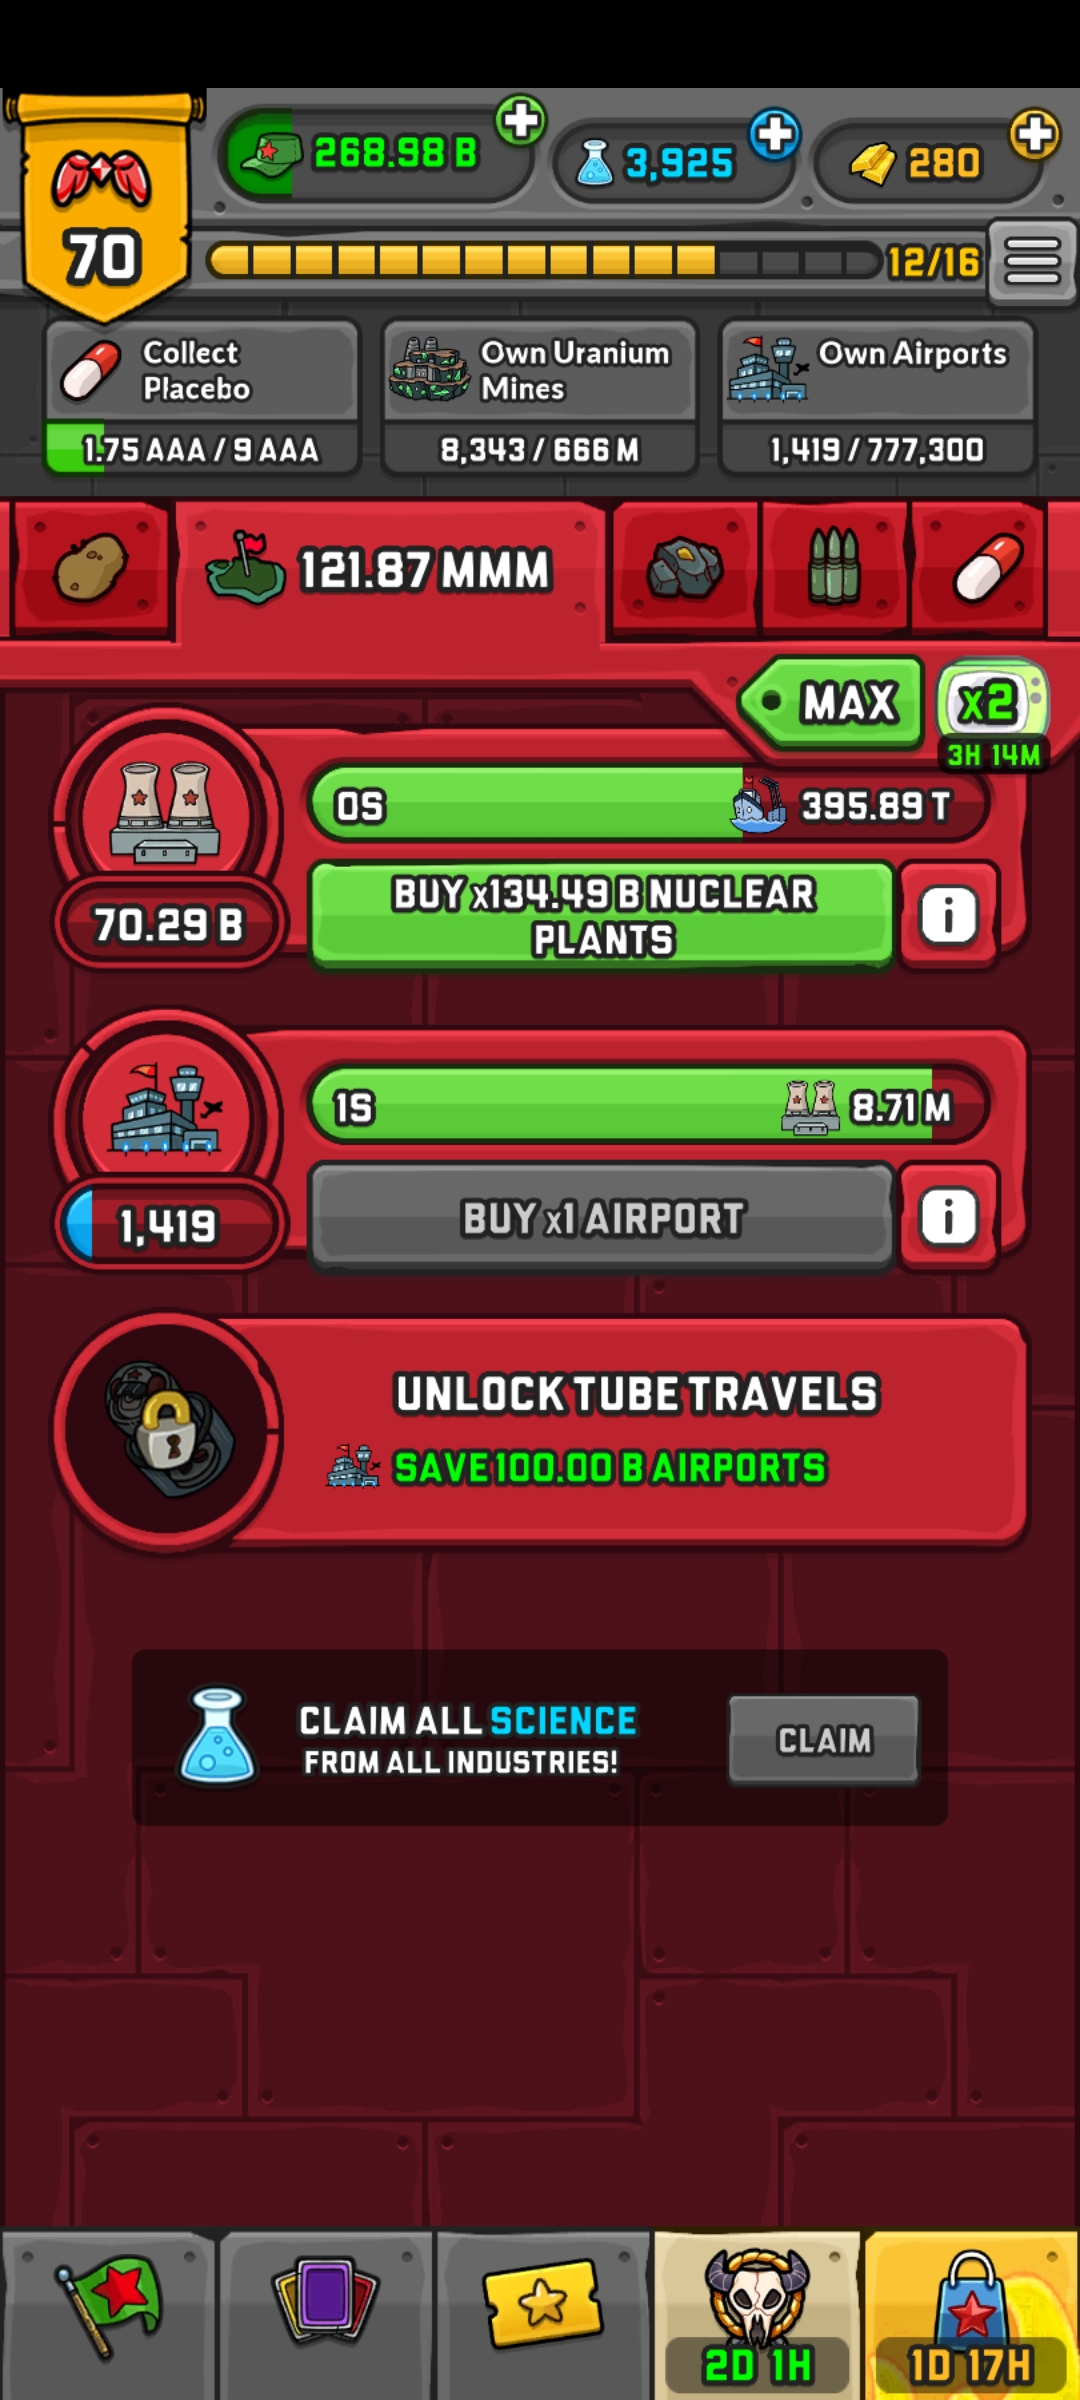 268.98 B
3,925
280
70
12/16
Collect
Placebo
1.75 AAA / 9 AAA
Own Uranium
Mines
8,343 / 666 M
Own Airports
1,419 / 777,300
121.87 MMM
MAX
x2
3H 14M
0S
395.89 T
70.29 B
BUY x134.49 B NUCLEAR
PLANTS
i
1S
8.71 M
1,419
BUY x1 AIRPORT
i
UNLOCK TUBE TRAVELS
SAVE 100.00 B AIRPORTS
CLAIM ALL SCIENCE
FROM ALL INDUSTRIES!
CLAIM
2D 1H
1D 17H